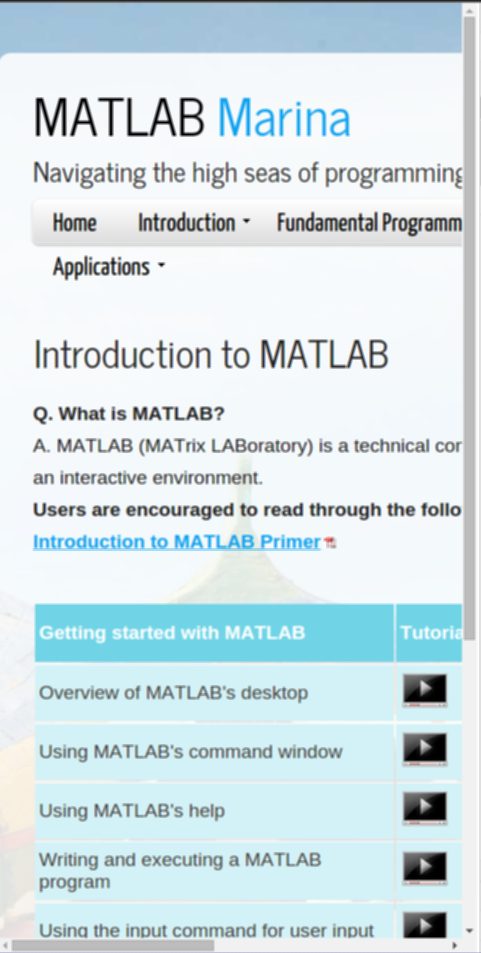 MATLAB Marina
Navigating the high seas of programming
Home Introduction Fundamental Programm
Applications
Introduction to MATLAB
Q. What is MATLAB?
A. MATLAB (MATrix LABoratory) is a technical cor
an interactive environment.
Users are encouraged to read through the follo
Introduction to MATLAB Primer
Getting started with MATLAB Tutoria
Overview of MATLAB's desktop
Using MATLAB's command window
Using MATLAB's help
Writing and executing a MATLAB
program
Using the input command for user input